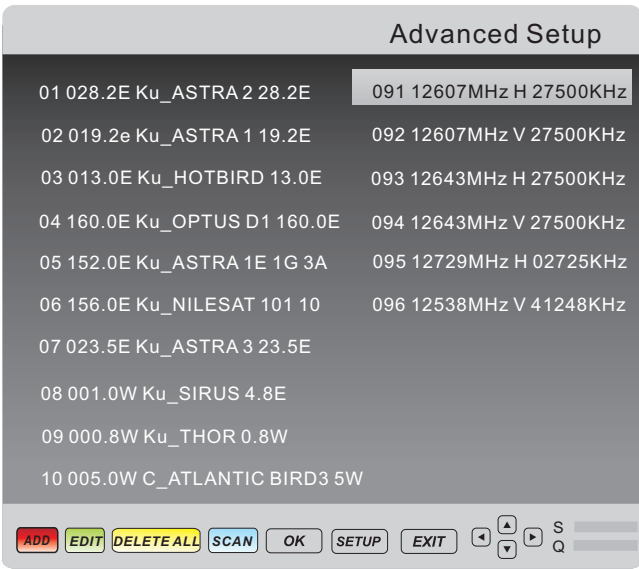 Advanced Setup
01 028.2E Ku_ASTRA 2 28.2E
02 019.2e Ku_ASTRA 1 19.2E
03 013.0E Ku_HOTBIRD 13.0E
04 160.0E Ku_OPTUS D1 160.0E
05 152.0E Ku_ASTRA 1E 1G 3A
06 156.0E Ku_NILESAT 101 10
07 023.5E Ku_ASTRA 3 23.5E
08 001.0W Ku_SIRUS 4.8E
09 000.8W Ku_THOR 0.8W
10 005.0W C_ATLANTIC BIRD3 5W
091 12607MHz H 27500KHz
092 12607MHz V 27500KHz
093 12643MHz H 27500KHz
094 12643MHz V 27500KHz
095 12729MHz H 02725KHz
096 12538MHz V 41248KHz
ADD EDIT DELETE ALL SCAN OK SETUP EXIT
S
Q